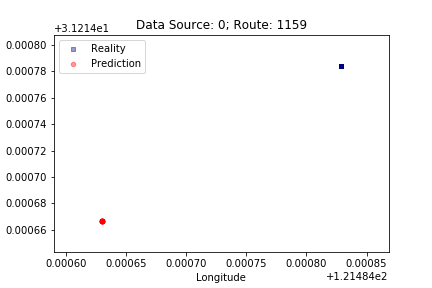 Data Source: 0; Route: 1159
+3.1214e1
0.00080
0.00078
0.00076
0.00074
0.00072
0.00070
0.00068
0.00066
Reality
Prediction
0.00060 0.00065 0.00070 0.00075 0.00080 0.00085
Longitude
+1.21484e2